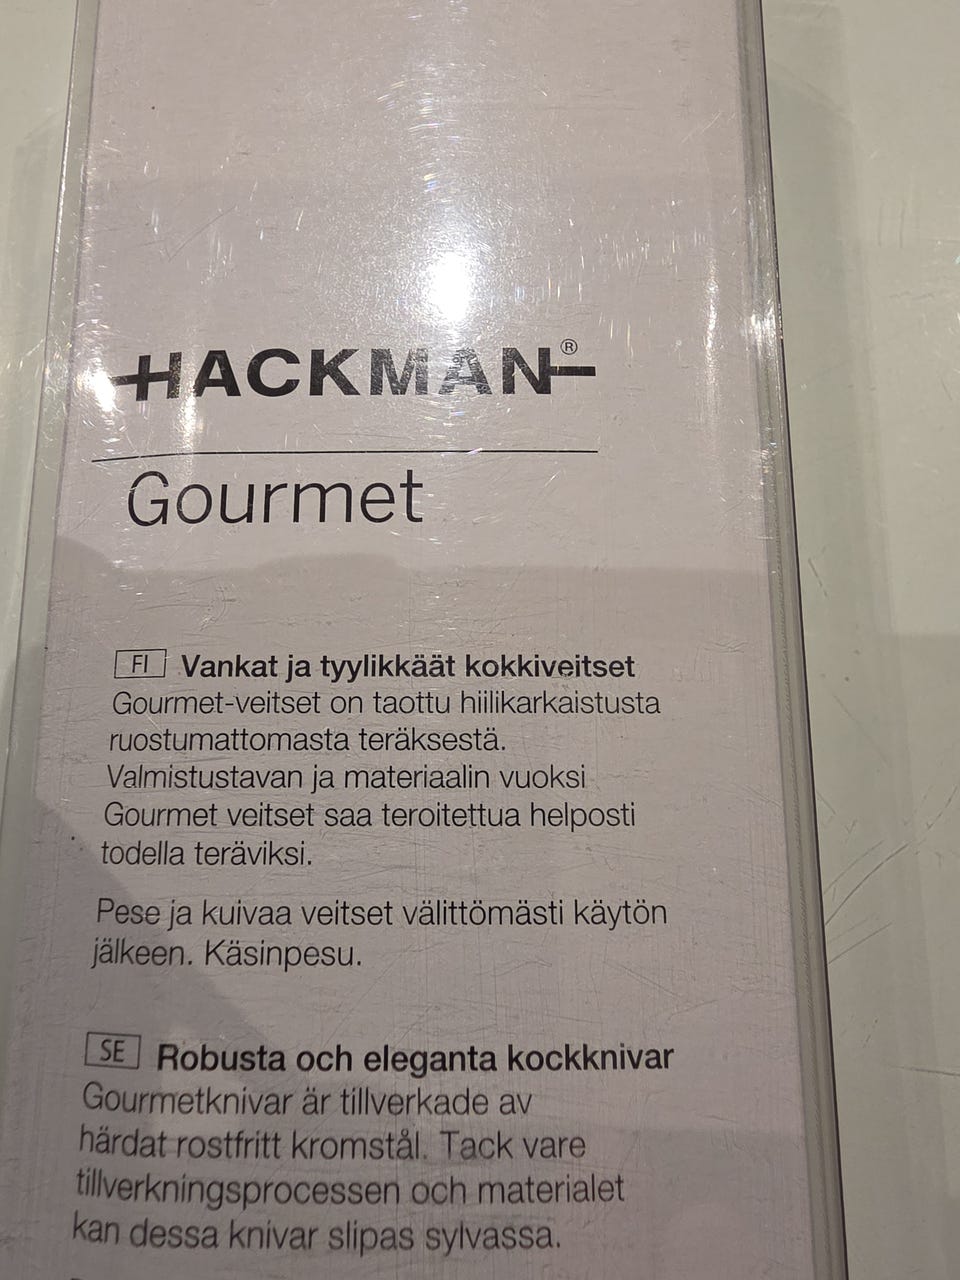 HACKMAN®
Gourmet
FI Vankat ja tyylikkäät kokkiveitset
Gourmet-veitset on taottu hiilikarkaistusta
ruostumattomasta teräksestä.
Valmistustavan ja materiaalin vuoksi
Gourmet veitset saa teroitettua helposti
todella teräviksi.
Pese ja kuivaa veitset välittömästi käytön
jälkeen. Käsinpesu.
SE Robusta och eleganta kockknivar
Gourmetknivar är tillverkade av
härdat rostfritt kromstål. Tack vare
tillverkningsprocessen och materialet
kan dessa knivar slipas sylvassa.